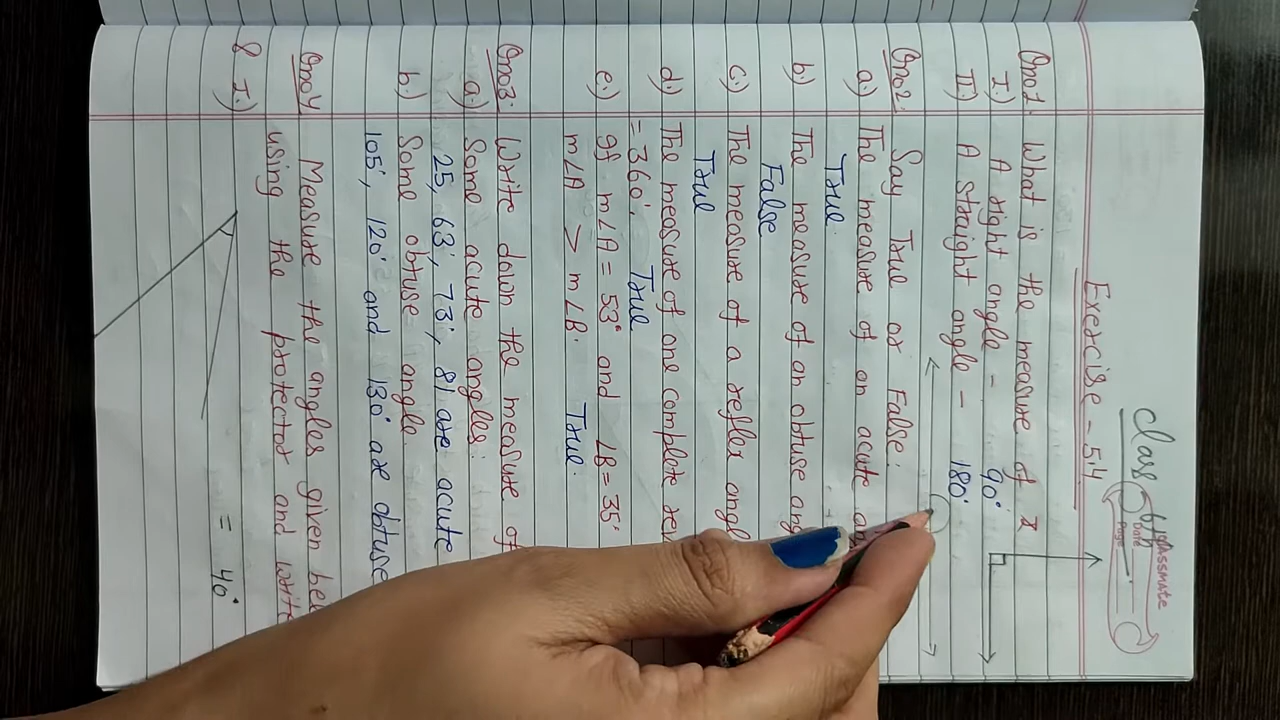 Class 6th
classmate
Date
Page
Exercise - 5.4
Qno1. What is the measure of
I.) A right angle - 90°
II.) A straight angle - 180°
Qno2. Say True or False:
a.) The measure of an acute
True.
b.) The measure of an obtuse
False
c.) The measure of a reflex
True
d.) The measure of one complete
= 360°, True
e.) If m∠A = 53° and ∠B = 35°
m∠A > m∠B. True.
Qno3. Write down the measure of
a.) Some acute angles:
25°, 63°, 73°, 81 are acute
b.) Some obtuse angle
105°, 120° and 130° are obtuse
Qno4 Measure the angles given
using the protector and write
I.) = 40°